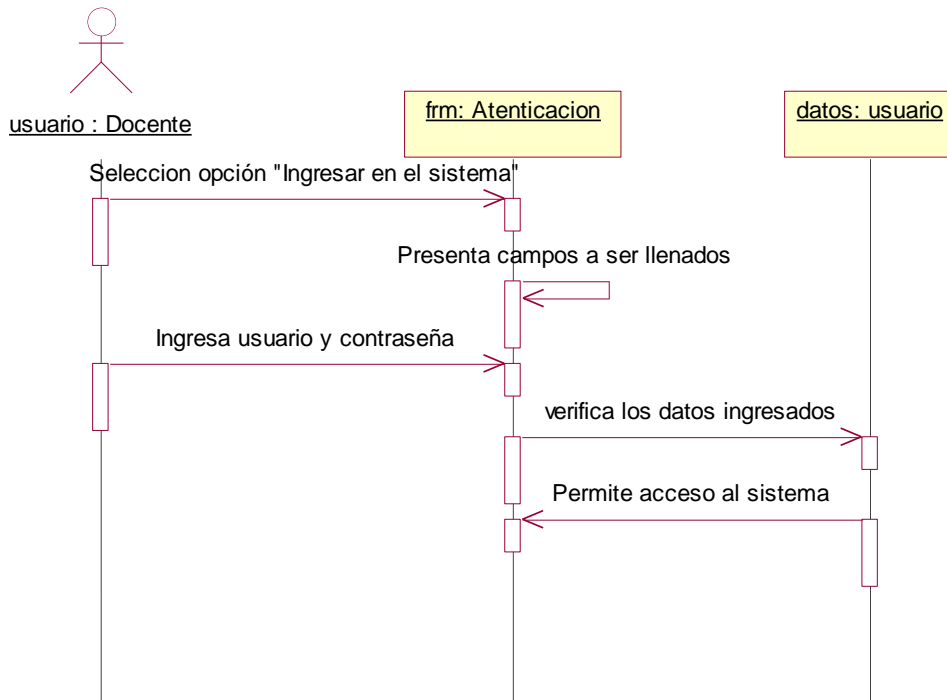 usuario : Docente
frm: Atenticacion
datos: usuario
Seleccion opción "Ingresar en el sistema"
Presenta campos a ser llenados
Ingresa usuario y contraseña
verifica los datos ingresados
Permite acceso al sistema